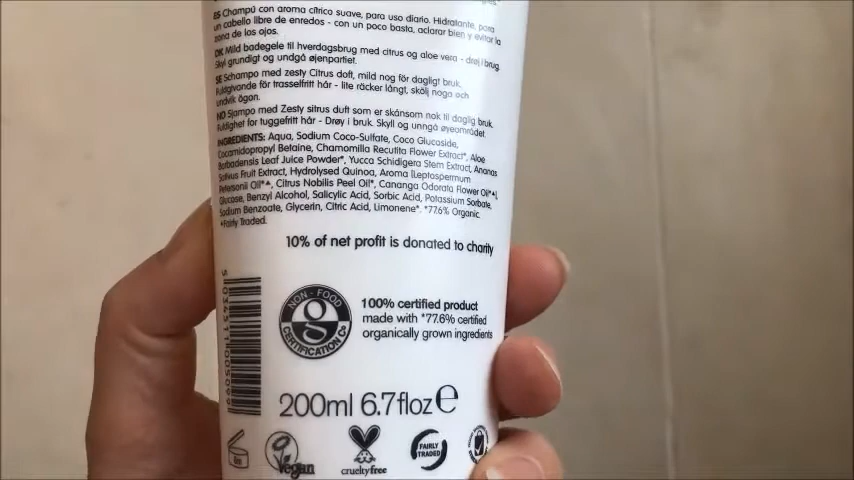 ES Champú con aroma cítrico suave, para uso diario. Hidratante, para
un cabello libre de enredos - con un poco basta, aclarar bien y evitar la
zona de los ojos.
DK Mild badegele til hverdagsbrug med citrus og aloe vera - drøj i brug.
Skyl grundigt og undgå øjenpartiet.
SE Schampo med zesty Citrus doft, mild nog för dagligt bruk.
Fuktgivande för trasselfritt hår - lite räcker långt, skölj noga och
undvik ögon.
NO Sjampo med Zesty sitrus duft som er skånsom nok til daglig bruk.
Fuldighet for tuggefritt hår - Drøy i bruk. Skyll og unngå øyeområdet.
INGREDIENTS: Aqua, Sodium Coco-Sulfate, Coco Glucoside,
Cocamidopropyl Betaine, Chamomilla Recutita Flower Extract*, Aloe
Barbadensis Leaf Juice Powder*, Yucca Schidigera Stem Extract, Ananas
Sativus Fruit Extract, Hydrolysed Quinoa, Aroma [Leptospermum
Petersonii Oil*▲, Citrus Nobilis Peel Oil*, Cananga Odorata Flower Oil*▲],
Glucose, Benzyl Alcohol, Salicylic Acid, Sorbic Acid, Potassium Sorbate,
Sodium Benzoate, Glycerin, Citric Acid, Limonene*. *77.6% Organic.
▲Fairly Traded.
10% of net profit is donated to charity
NON-FOOD
g
CERTIFICATION Co
100% certified product
made with *77.6% certified
organically grown ingredients
200ml 6.7floz e
vegan
crueltyfree
FAIRLY
TRADED